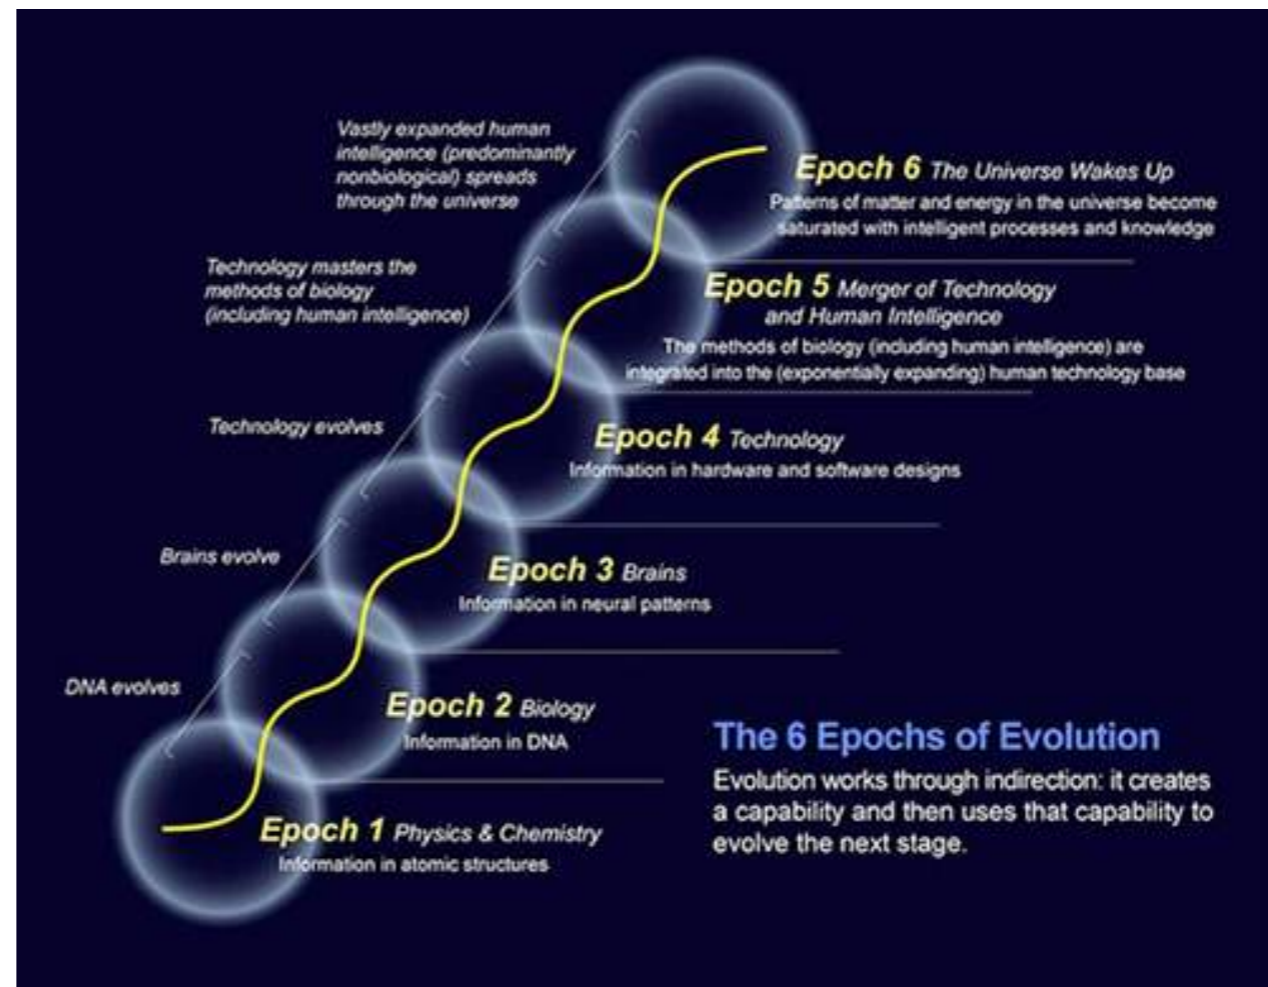 Vastly expanded human
intelligence (predominantly
nonbiological) spreads
through the universe
Epoch 6 The Universe Wakes Up
Patterns of matter and energy in the universe become
saturated with intelligent processes and knowledge
Technology masters the
methods of biology
(including human intelligence)
Epoch 5 Merger of Technology
and Human Intelligence
The methods of biology (including human intelligence) are
integrated into the (exponentially expanding) human technology base
Technology evolves
Epoch 4 Technology
Information in hardware and software designs
Brains evolve
Epoch 3 Brains
Information in neural patterns
DNA evolves
Epoch 2 Biology
Information in DNA
Epoch 1 Physics & Chemistry
Information in atomic structures
The 6 Epochs of Evolution
Evolution works through indirection: it creates
a capability and then uses that capability to
evolve the next stage.